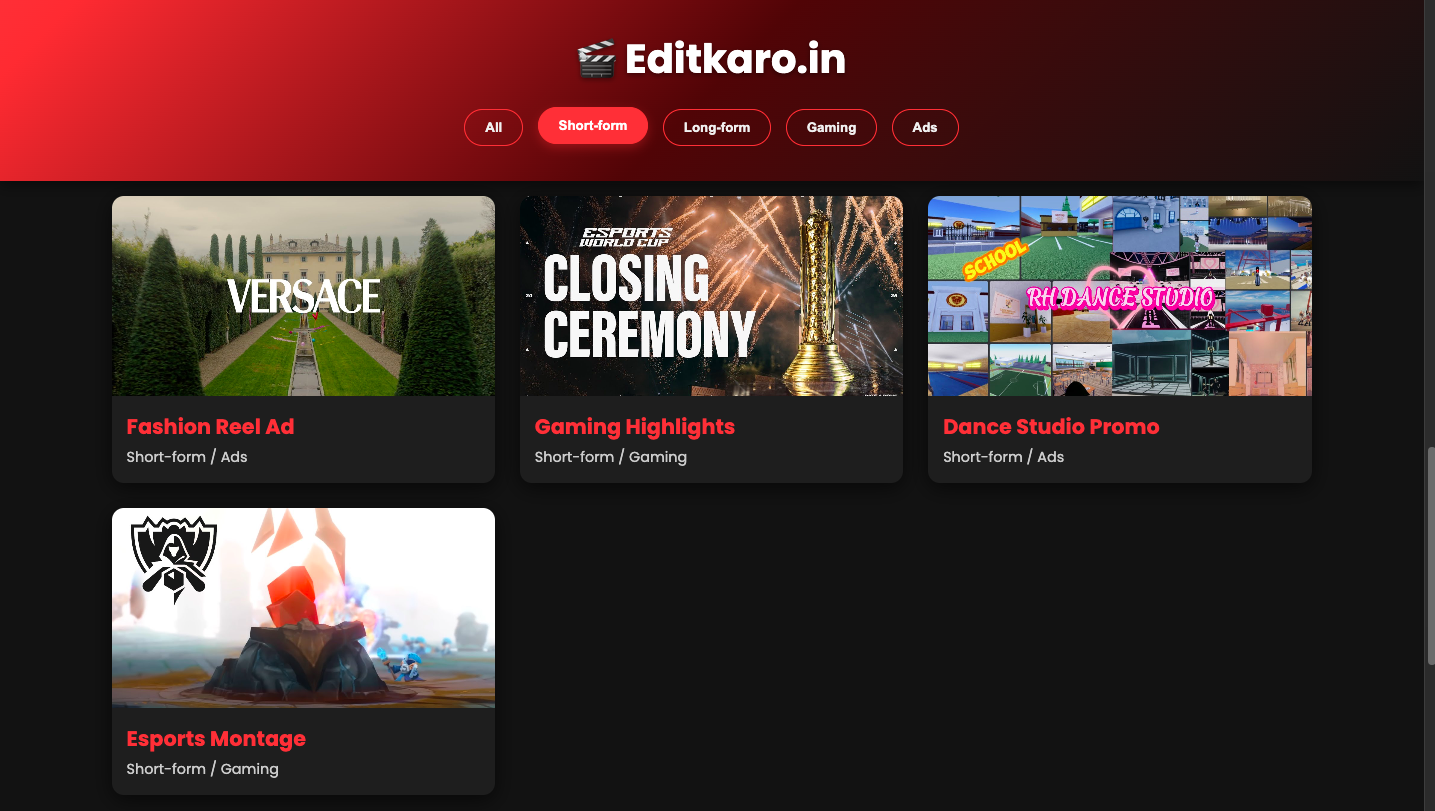 🎬 Editkaro.in
All
Short-form
Long-form
Gaming
Ads
VERSACE
ESPORTS
WORLD CUP
CLOSING
CEREMONY
SCHOOL
RH DANCE STUDIO
Fashion Reel Ad
Short-form / Ads
Gaming Highlights
Short-form / Gaming
Dance Studio Promo
Short-form / Ads
Esports Montage
Short-form / Gaming